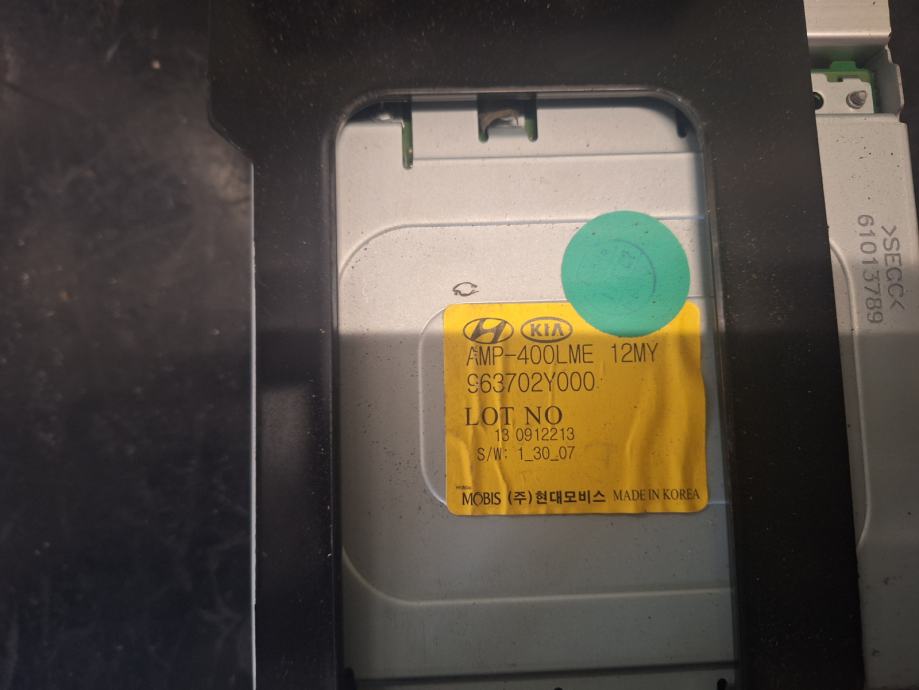 KIA
AMP-400LME 12MY
963702Y000
LOT NO
13 0912213
S/W: 1_30_07
MOBIS (주)현대모비스 MADE IN KOREA
>SECC<
61013789